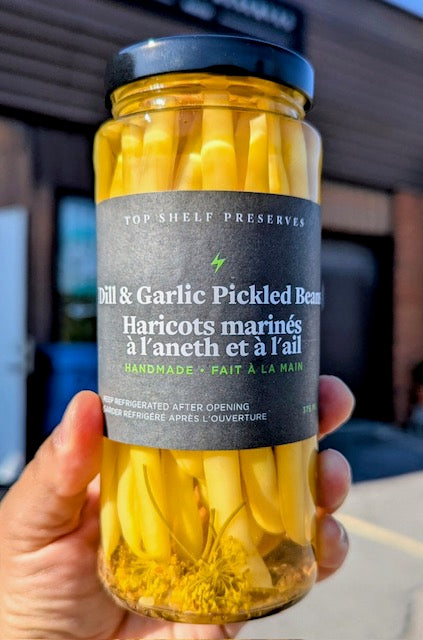 TOP SHELF PRESERVES
Dill & Garlic Pickled Bean
Haricots marinés
à l'aneth et à l'ail
HANDMADE • FAIT À LA MAIN
KEEP REFRIGERATED AFTER OPENING
GARDER RÉFRIGÉRÉ APRÈS L'OUVERTURE
375